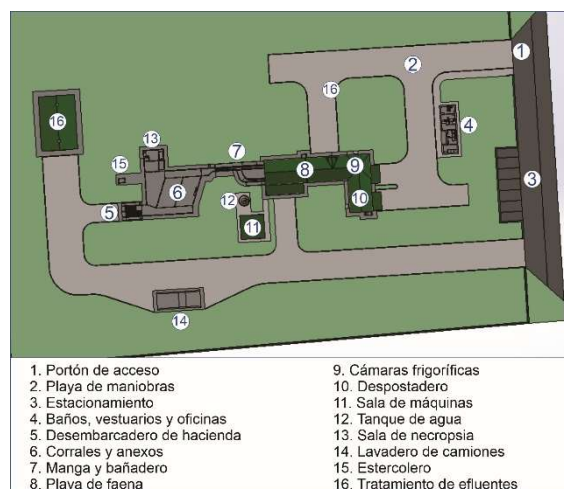 1
2
16
16
13
4
7
15
8
9
3
6
12
10
5
11
14
1. Portón de acceso
2. Playa de maniobras
3. Estacionamiento
4. Baños, vestuarios y oficinas
5. Desembarcadero de hacienda
6. Corrales y anexos
7. Manga y bañadero
8. Playa de faena
9. Cámaras frigoríficas
10. Despostadero
11. Sala de máquinas
12. Tanque de agua
13. Sala de necropsia
14. Lavadero de camiones
15. Estercolero
16. Tratamiento de efluentes